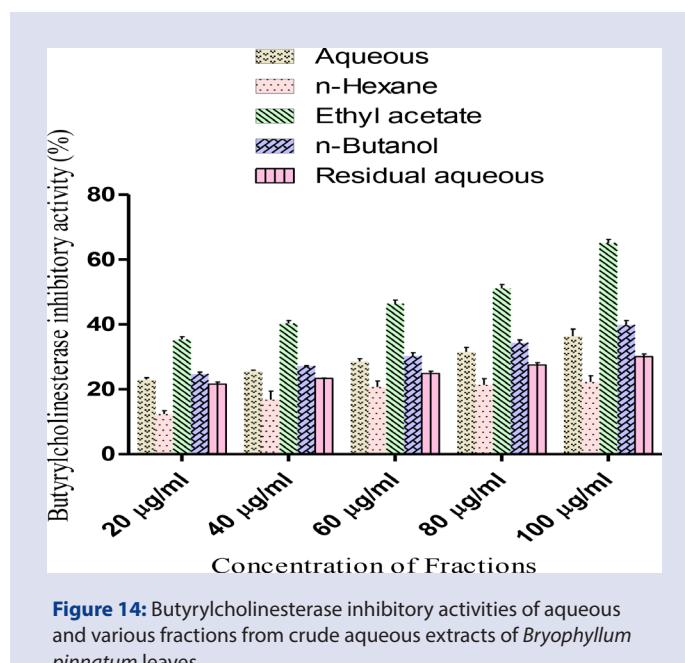 Aqueous
n-Hexane
Ethyl acetate
n-Butanol
Residual aqueous
Butyrylcholinesterase inhibitory activity (%)
80
60
40
20
0
20 µg/ml
40 µg/ml
60 µg/ml
80 µg/ml
100 µg/ml
Concentration of Fractions
Figure 14: Butyrylcholinesterase inhibitory activities of aqueous
and various fractions from crude aqueous extracts of Bryophyllum
pinnatum leaves